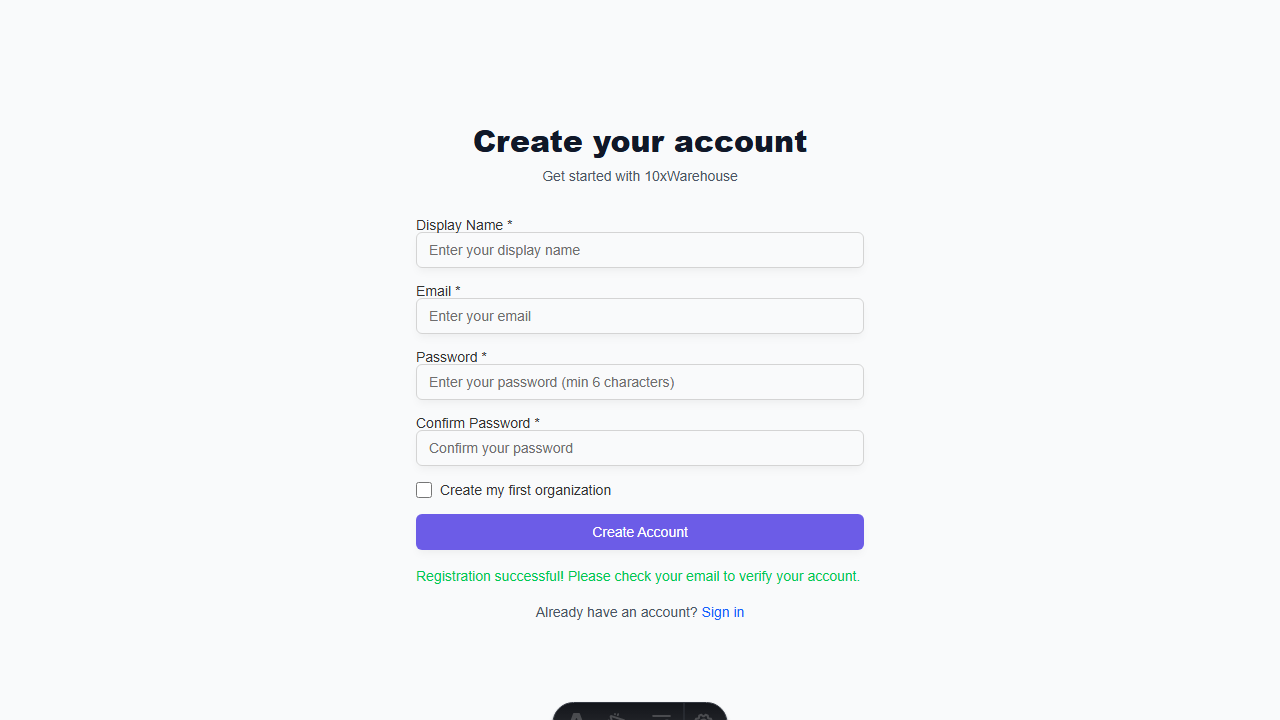 Create your account
Get started with 10xWarehouse
Display Name *
Enter your display name
Email *
Enter your email
Password *
Enter your password (min 6 characters)
Confirm Password *
Confirm your password
Create my first organization
Create Account
Registration successful! Please check your email to verify your account.
Already have an account? Sign in